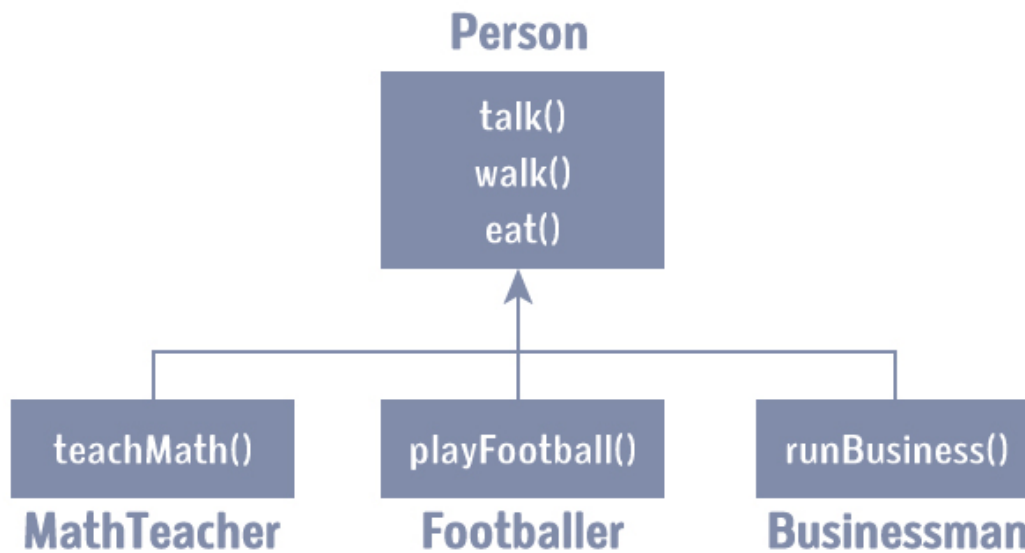 Person
talk()
walk()
eat()
teachMath()
playFootball()
runBusiness()
MathTeacher
Footballer
Businessman